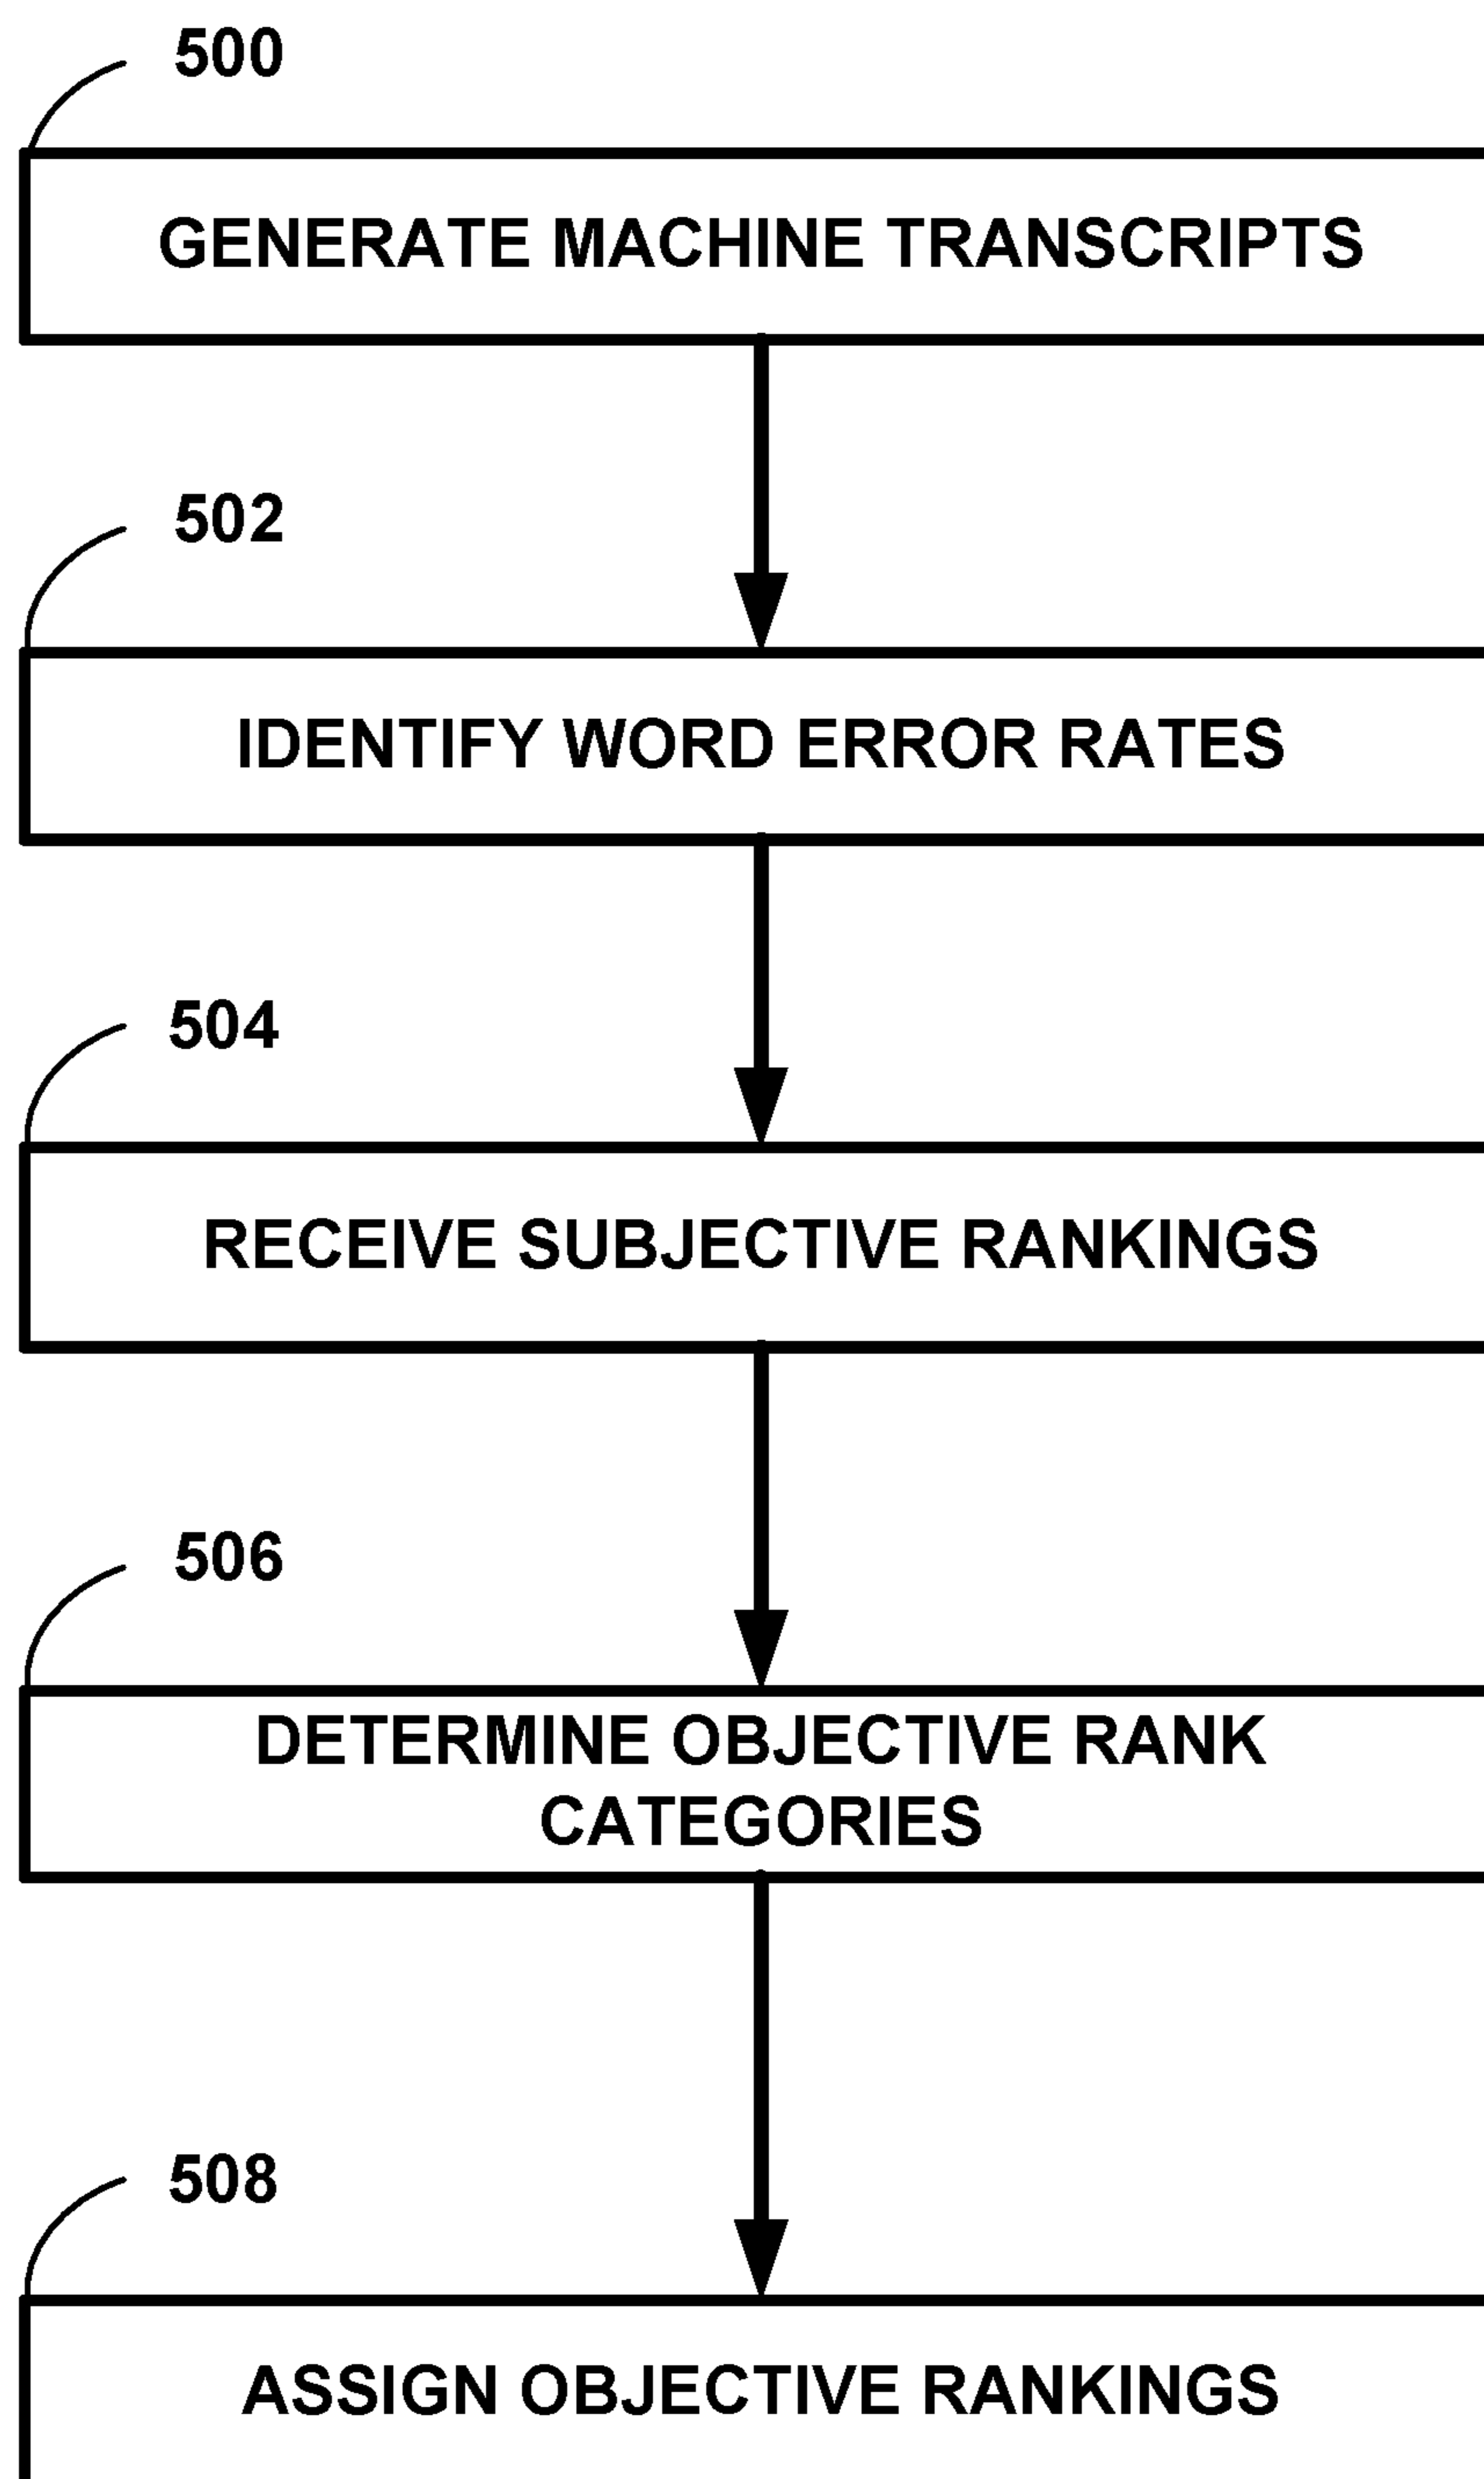 500
GENERATE MACHINE TRANSCRIPTS
502
IDENTIFY WORD ERROR RATES
504
RECEIVE SUBJECTIVE RANKINGS
506
DETERMINE OBJECTIVE RANK
CATEGORIES
508
ASSIGN OBJECTIVE RANKINGS